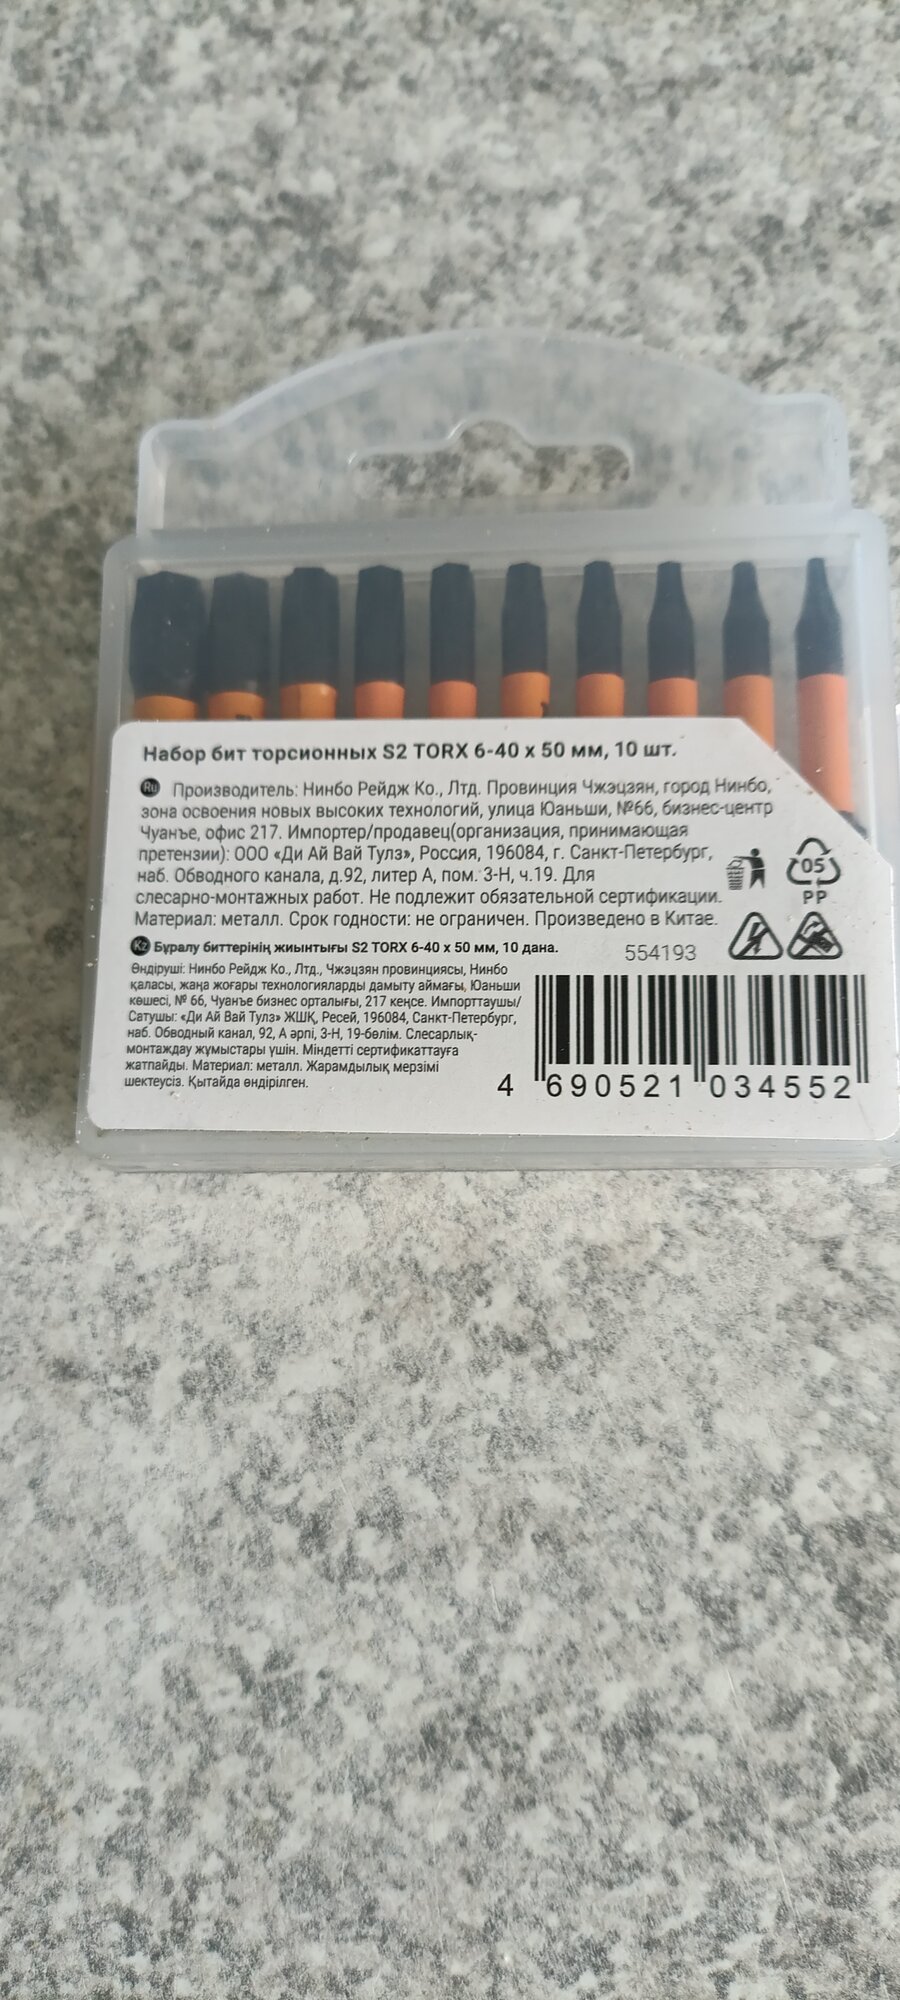 Набор бит торсионных S2 TORX 6-40 x 50 мм, 10 шт.
Ru Производитель: Нинбо Рейдж Ко., Лтд. Провинция Чжэцзян, город Нинбо,
зона освоения новых высоких технологий, улица Юаньши, №66, бизнес-центр
Чуанъе, офис 217. Импортер/продавец(организация, принимающая
претензии): ООО «Ди Ай Вай Тулз», Россия, 196084, г. Санкт-Петербург,
наб. Обводного канала, д.92, литер А, пом. 3-Н, ч.19. Для
слесарно-монтажных работ. Не подлежит обязательной сертификации.
Материал: металл. Срок годности: не ограничен. Произведено в Китае.
05
PP
Kz Бұралу биттерінің жиынтығы S2 TORX 6-40 x 50 мм, 10 дана.
554193
Өндіруші: Нинбо Рейдж Ко., Лтд., Чжэцзян провинциясы, Нинбо
қаласы, жаңа жоғары технологияларды дамыту аймағы, Юаньши
көшесі, № 66, Чуанъе бизнес орталығы, 217 кеңсе. Импорттаушы/
Сатушы: «Ди Ай Вай Тулз» ЖШҚ, Ресей, 196084, Санкт-Петербург,
наб. Обводный канал, 92, А әрпі, 3-Н, 19-бөлім. Слесарлық-
монтаждау жұмыстары үшін. Міндетті сертификаттауға
жатпайды. Материал: металл. Жарамдылық мерзімі
шектеусіз. Қытайда өндірілген.
4 690521 034552